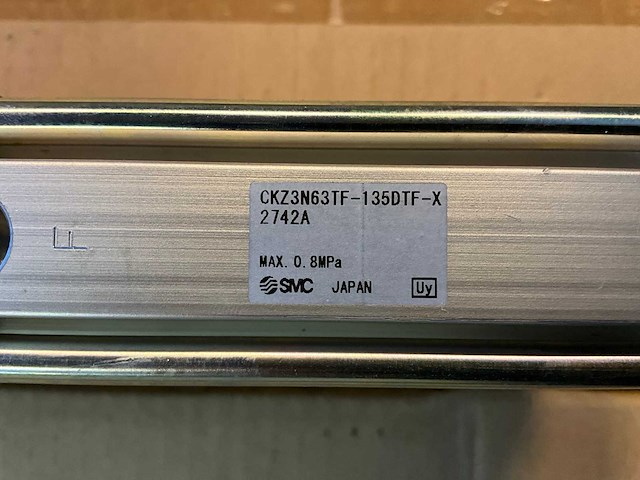 CKZ3N63TF-135DTF-X
2742A
MAX. 0.8MPa
SMC JAPAN Uy
F